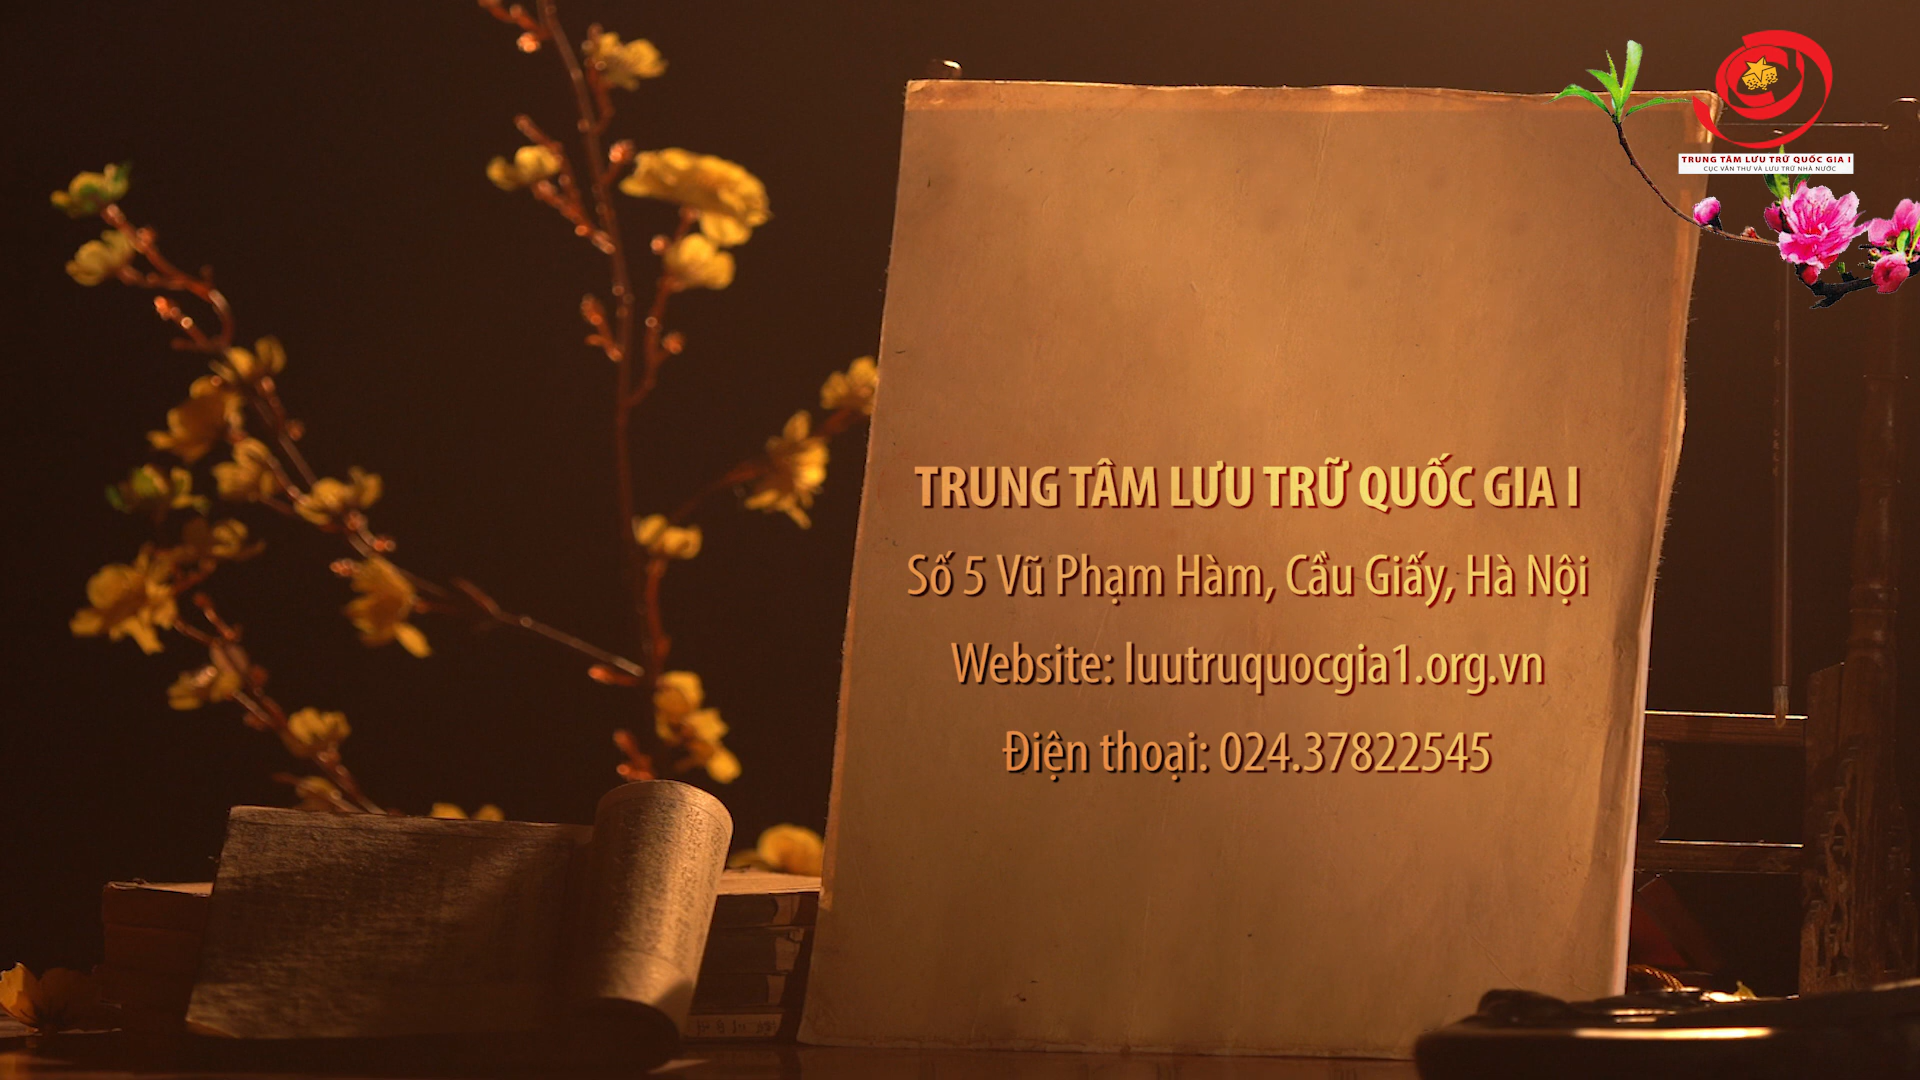 TRUNG TÂM LƯU TRỮ QUỐC GIA I
CỤC VĂN THƯ VÀ LƯU TRỮ NHÀ NƯỚC
TRUNG TÂM LƯU TRỮ QUỐC GIA I
Số 5 Vũ Phạm Hàm, Cầu Giấy, Hà Nội
Website: luutruquocgia1.org.vn
Điện thoại: 024.37822545